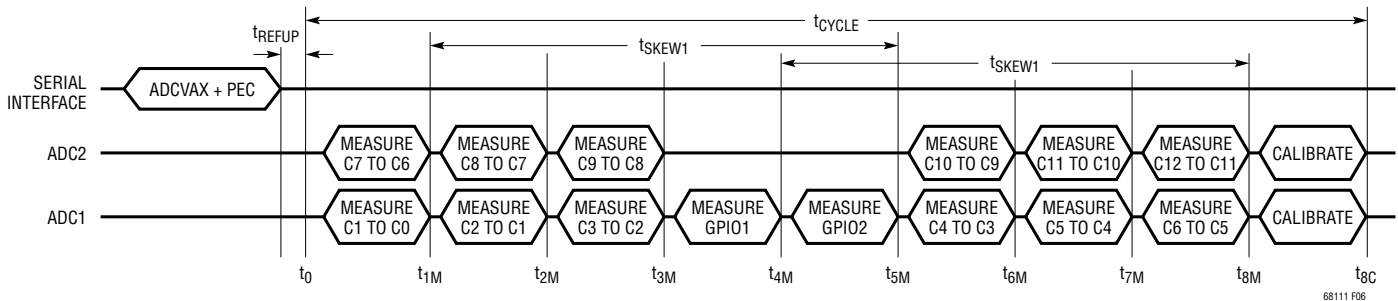 tCYCLE
tREFUP
tSKEW1
tSKEW1
SERIAL
INTERFACE
ADCVAX + PEC
ADC2
MEASURE
C7 TO C6
MEASURE
C8 TO C7
MEASURE
C9 TO C8
MEASURE
C10 TO C9
MEASURE
C11 TO C10
MEASURE
C12 TO C11
CALIBRATE
ADC1
MEASURE
C1 TO C0
MEASURE
C2 TO C1
MEASURE
C3 TO C2
MEASURE
GPIO1
MEASURE
GPIO2
MEASURE
C4 TO C3
MEASURE
C5 TO C4
MEASURE
C6 TO C5
CALIBRATE
t0
t1M
t2M
t3M
t4M
t5M
t6M
t7M
t8M
t8C
68111 F06